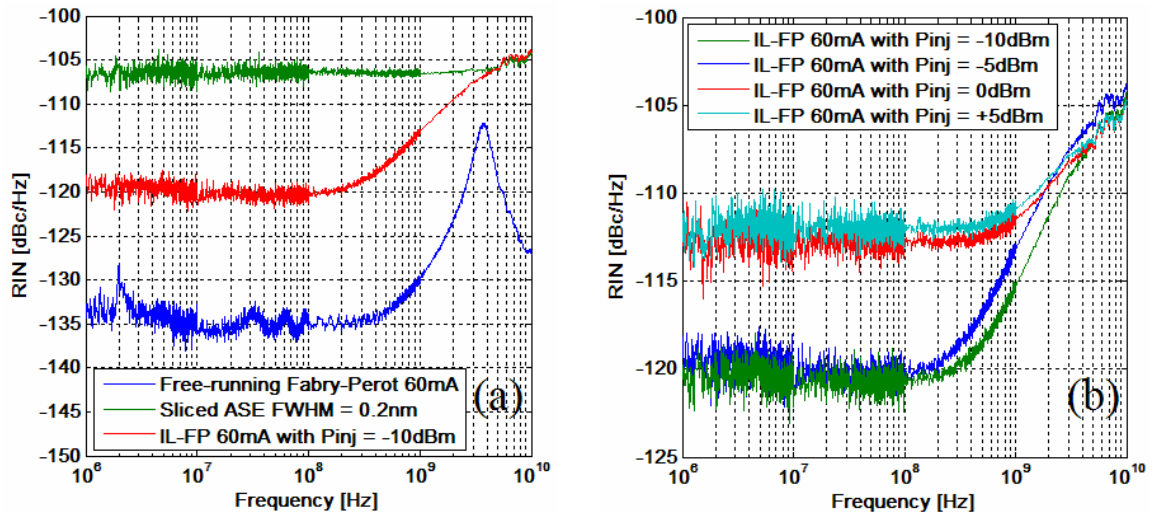 -100
-105
-110
-115
-120
-125
-130
-135
-140
-145
-150
RIN [dBc/Hz]
Free-running Fabry-Perot 60mA
Sliced ASE FWHM = 0.2nm
IL-FP 60mA with Pinj = -10dBm
(a)
10^6
10^7
10^8
10^9
10^10
Frequency [Hz]
-100
-105
-110
-115
-120
-125
RIN [dBc/Hz]
IL-FP 60mA with Pinj = -10dBm
IL-FP 60mA with Pinj = -5dBm
IL-FP 60mA with Pinj = 0dBm
IL-FP 60mA with Pinj = +5dBm
(b)
10^6
10^7
10^8
10^9
10^10
Frequency [Hz]